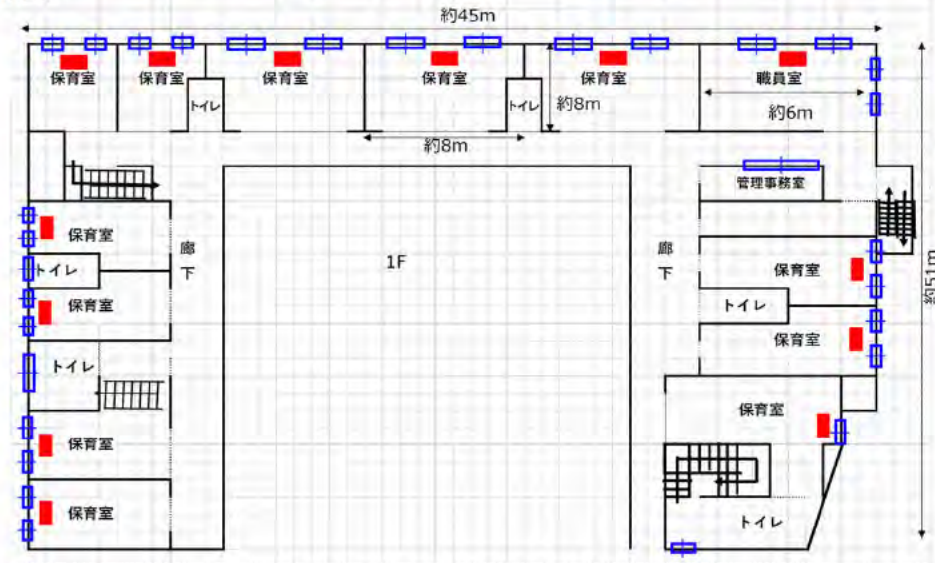 約45m
保育室
保育室
保育室
保育室
保育室
職員室
トイレ
トイレ
約8m
約6m
約8m
管理事務室
保育室
廊下
1F
廊下
トイレ
保育室
約51m
保育室
トイレ
保育室
トイレ
保育室
保育室
保育室
トイレ